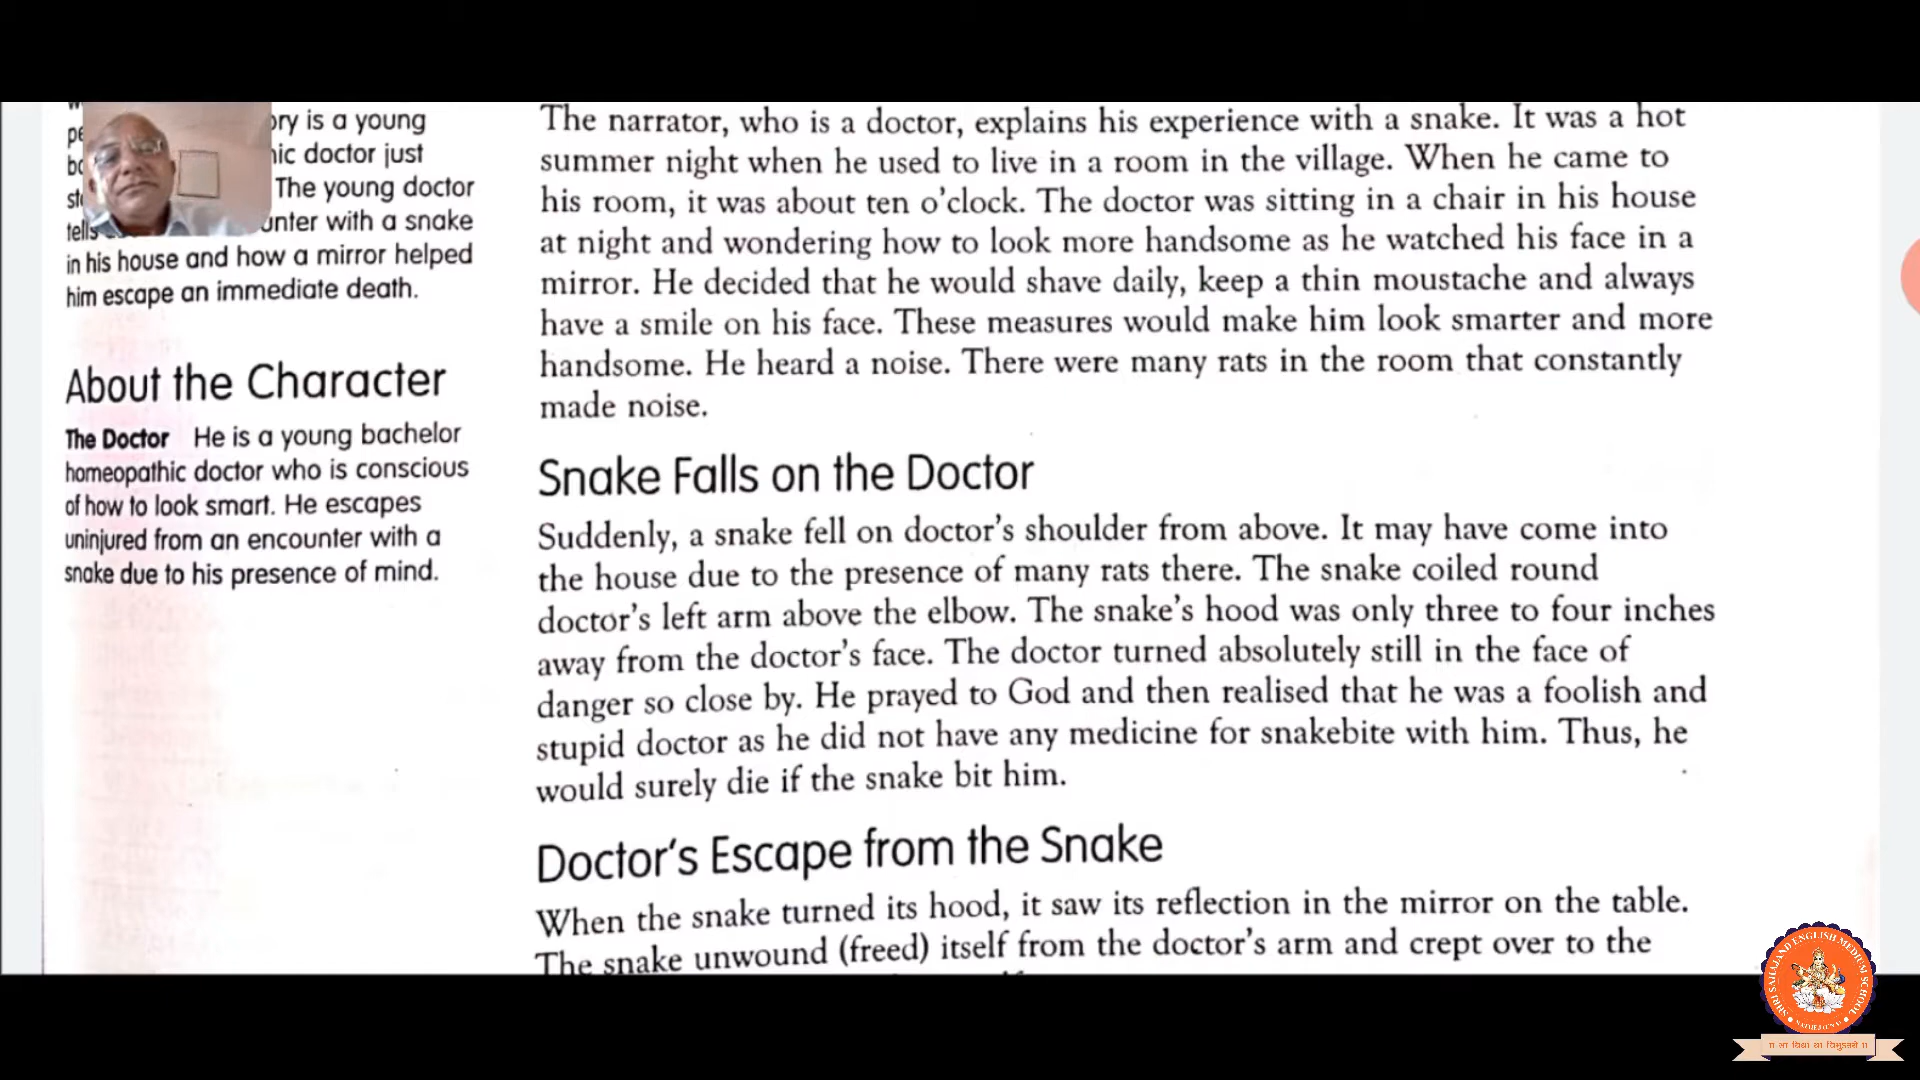 ory is a young
ic doctor just
The young doctor
tells
unter with a snake
in his house and how a mirror helped
him escape an immediate death.
About the Character
The Doctor He is a young bachelor
homeopathic doctor who is conscious
of how to look smart. He escapes
uninjured from an encounter with a
snake due to his presence of mind.
The narrator, who is a doctor, explains his experience with a snake. It was a hot
summer night when he used to live in a room in the village. When he came to
his room, it was about ten o'clock. The doctor was sitting in a chair in his house
at night and wondering how to look more handsome as he watched his face in a
mirror. He decided that he would shave daily, keep a thin moustache and always
have a smile on his face. These measures would make him look smarter and more
handsome. He heard a noise. There were many rats in the room that constantly
made noise.
Snake Falls on the Doctor
Suddenly, a snake fell on doctor's shoulder from above. It may have come into
the house due to the presence of many rats there. The snake coiled round
doctor's left arm above the elbow. The snake's hood was only three to four inches
away from the doctor's face. The doctor turned absolutely still in the face of
danger so close by. He prayed to God and then realised that he was a foolish and
stupid doctor as he did not have any medicine for snakebite with him. Thus, he
would surely die if the snake bit him.
Doctor's Escape from the Snake
When the snake turned its hood, it saw its reflection in the mirror on the table.
The snake unwound (freed) itself from the doctor's arm and crept over to the
SHRI SAHAJANAND ENGLISH MEDIUM SCHOOL
॥ सा विद्या या विमुक्तये ॥